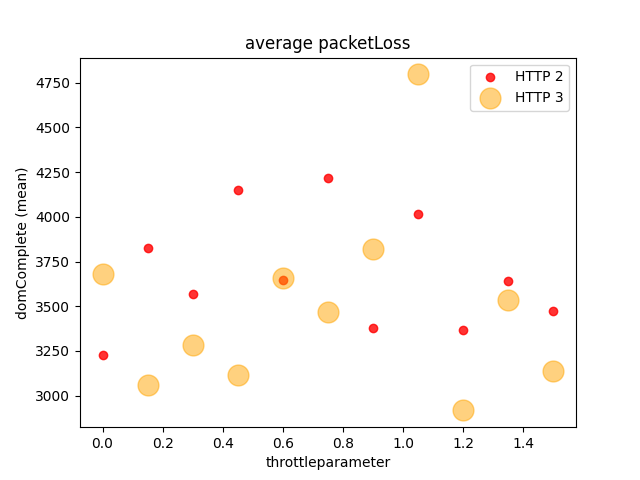 average packetLoss
HTTP 2
HTTP 3
domComplete (mean)
4750
4500
4250
4000
3750
3500
3250
3000
0.0 0.2 0.4 0.6 0.8 1.0 1.2 1.4
throttleparameter